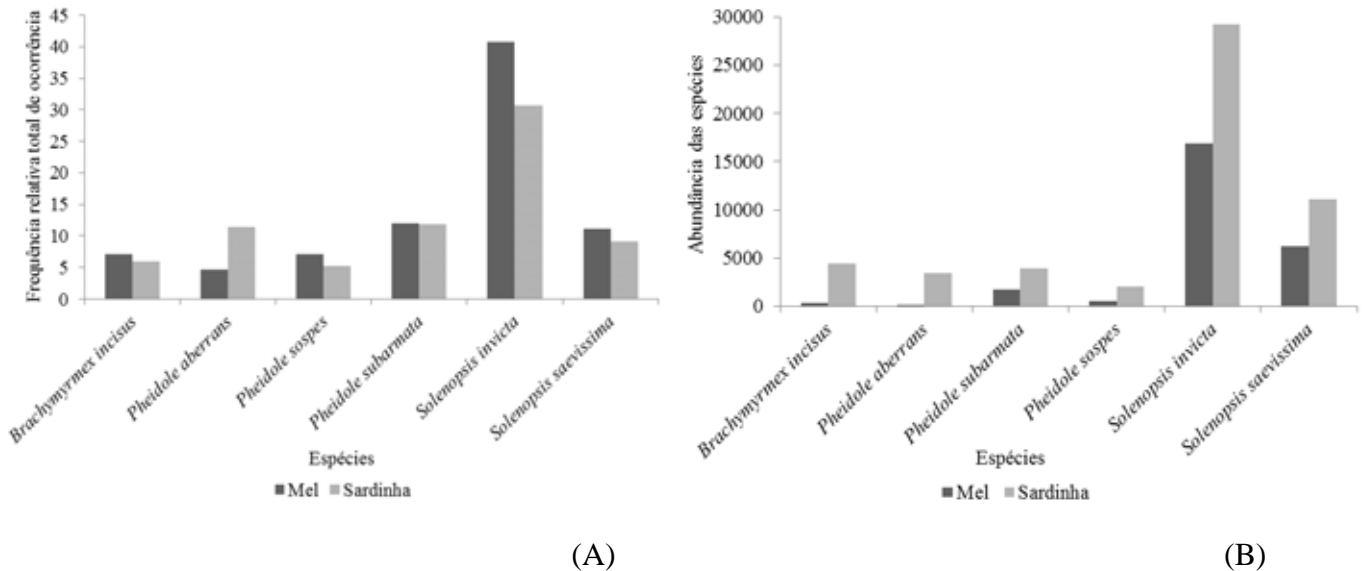 Frequência relativa total de ocorrência
45
40
35
30
25
20
15
10
5
0
Brachymyrmex incisus
Pheidole aberrans
Pheidole sospes
Pheidole subarmata
Solenopsis invicta
Solenopsis saevissima
Espécies
Mel Sardinha
(A)
Abundância das espécies
30000
25000
20000
15000
10000
5000
0
Brachymyrmex incisus
Pheidole aberrans
Pheidole subarmata
Pheidole sospes
Solenopsis invicta
Solenopsis saevissima
Espécies
Mel Sardinha
(B)